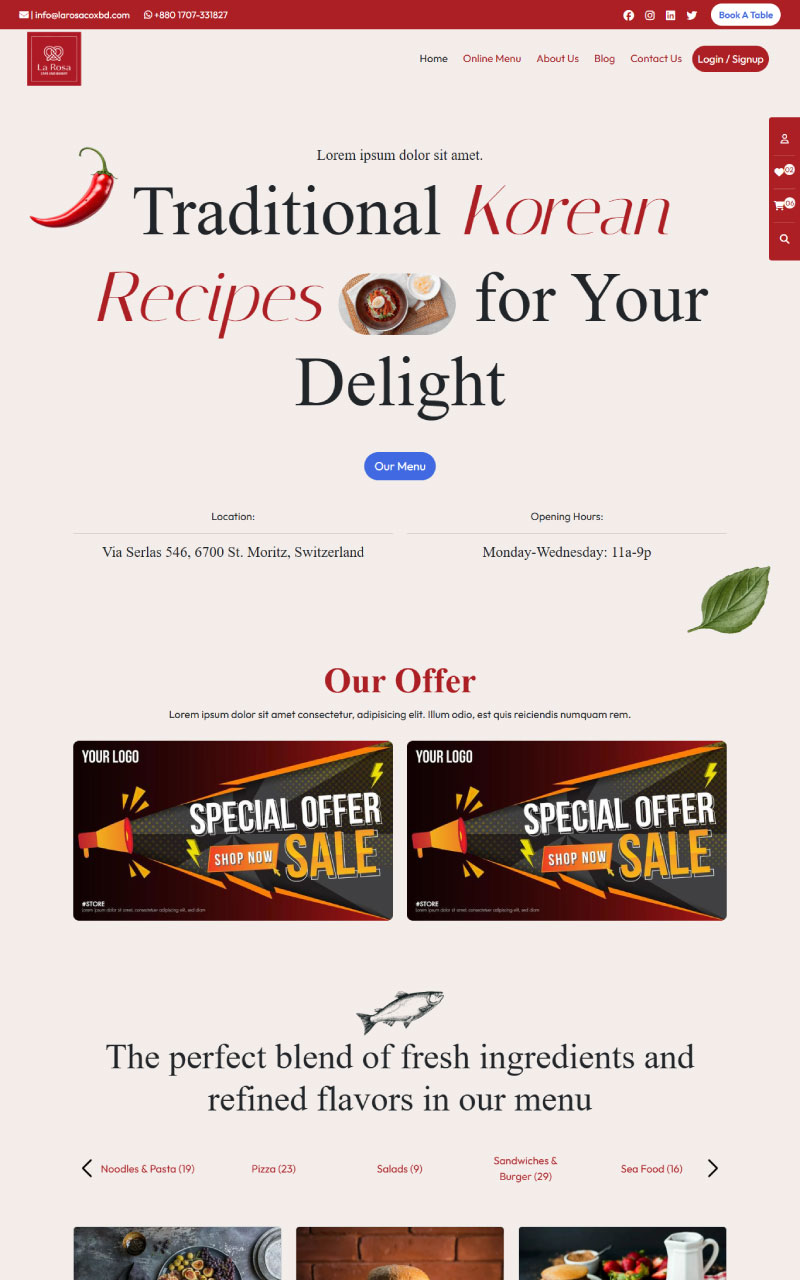 | info@larosacoxbd.com
+880 1707-331827
Book A Table
La Rosa
Home
Online Menu
About Us
Blog
Contact Us
Login / Signup
02
06
Lorem ipsum dolor sit amet.
Traditional Korean
Recipes for Your
Delight
Our Menu
Location:
Via Serlas 546, 6700 St. Moritz, Switzerland
Opening Hours:
Monday-Wednesday: 11a-9p
Our Offer
Lorem ipsum dolor sit amet consectetur, adipisicing elit. Illum odio, est quis reiciendis numquam rem.
YOUR LOGO
SPECIAL OFFER
SHOP NOW
SALE
#STORE
YOUR LOGO
SPECIAL OFFER
SHOP NOW
SALE
#STORE
The perfect blend of fresh ingredients and
refined flavors in our menu
Noodles & Pasta (19)
Pizza (23)
Salads (9)
Sandwiches &
Burger (29)
Sea Food (16)